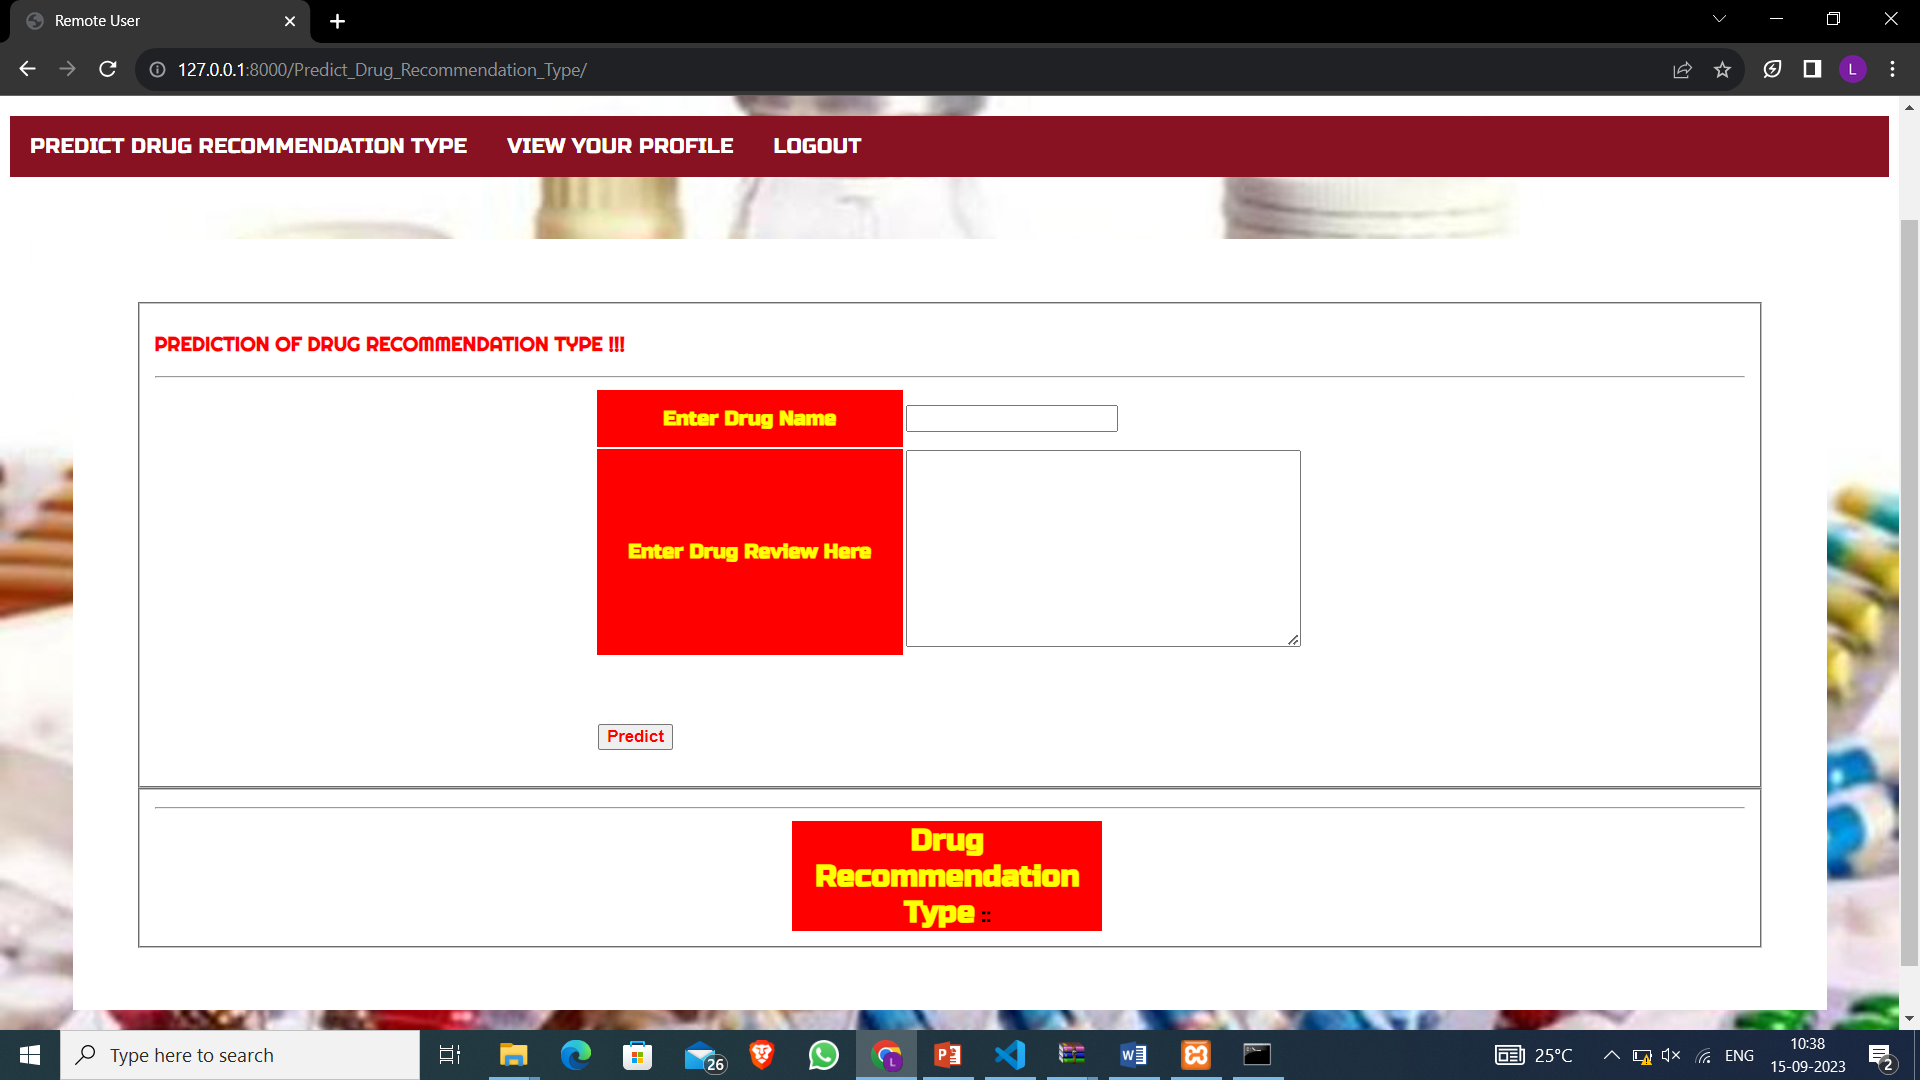 Remote User
127.0.0.1:8000/Predict_Drug_Recommendation_Type/
L
PREDICT DRUG RECOMMENDATION TYPE VIEW YOUR PROFILE LOGOUT
PREDICTION OF DRUG RECOMMENDATION TYPE !!!
Enter Drug Name
Enter Drug Review Here
Predict
Drug
Recommendation
Type ::
Type here to search
26
L
25°C
ENG
10:38
15-09-2023
2